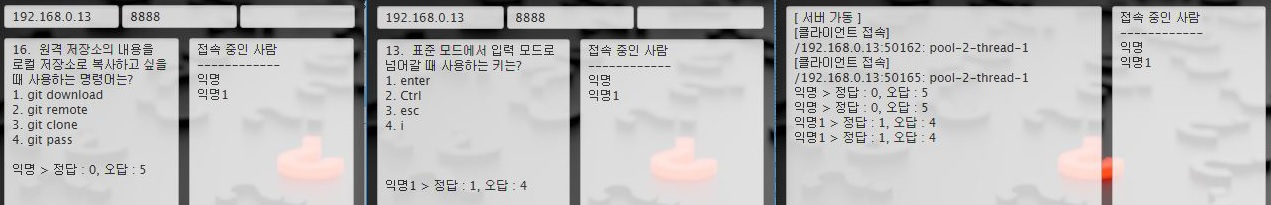 192.168.0.13 8888
16. 원격 저장소의 내용을
로컬 저장소로 복사하고 싶을
때 사용하는 명령어는?
1. git download
2. git remote
3. git clone
4. git pass
익명 > 정답 : 0, 오답 : 5
접속 중인 사람
------------
익명
익명1
192.168.0.13 8888
13. 표준 모드에서 입력 모드로
넘어갈 때 사용하는 키는?
1. enter
2. Ctrl
3. esc
4. i
익명1 > 정답 : 1, 오답 : 4
접속 중인 사람
------------
익명
익명1
[ 서버 가동 ]
[클라이언트 접속]
/192.168.0.13:50162: pool-2-thread-1
[클라이언트 접속]
/192.168.0.13:50165: pool-2-thread-1
익명 > 정답 : 0, 오답 : 5
익명 > 정답 : 0, 오답 : 5
익명1 > 정답 : 1, 오답 : 4
익명1 > 정답 : 1, 오답 : 4
접속 중인 사람
------------
익명
익명1